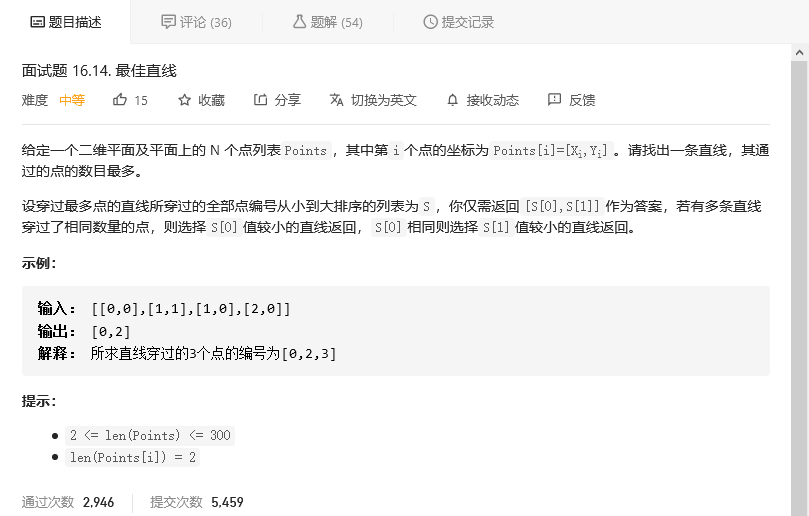 题目描述 评论 (36) 题解 (54) 提交记录
面试题 16.14. 最佳直线
难度 中等 15 收藏 分享 切换为英文 接收动态 反馈
给定一个二维平面及平面上的 N 个点列表 Points ，其中第 i 个点的坐标为 Points[i]=[Xi,Yi] 。请找出一条直线，其通
过的点的数目最多。
设穿过最多点的直线所穿过的全部点编号从小到大排序的列表为 S ，你仅需返回 [S[0],S[1]] 作为答案，若有多条直线
穿过了相同数量的点，则选择 S[0] 值较小的直线返回， S[0] 相同则选择 S[1] 值较小的直线返回。
示例：
输入： [[0,0],[1,1],[1,0],[2,0]]
输出： [0,2]
解释： 所求直线穿过的3个点的编号为[0,2,3]
提示：
2 <= len(Points) <= 300
len(Points[i]) = 2
通过次数 2,946 提交次数 5,459